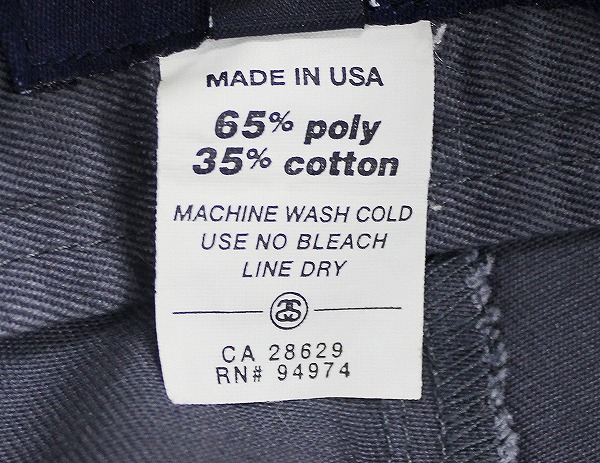 MADE IN USA
65% poly
35% cotton
MACHINE WASH COLD
USE NO BLEACH
LINE DRY
CA 28629
RN# 94974